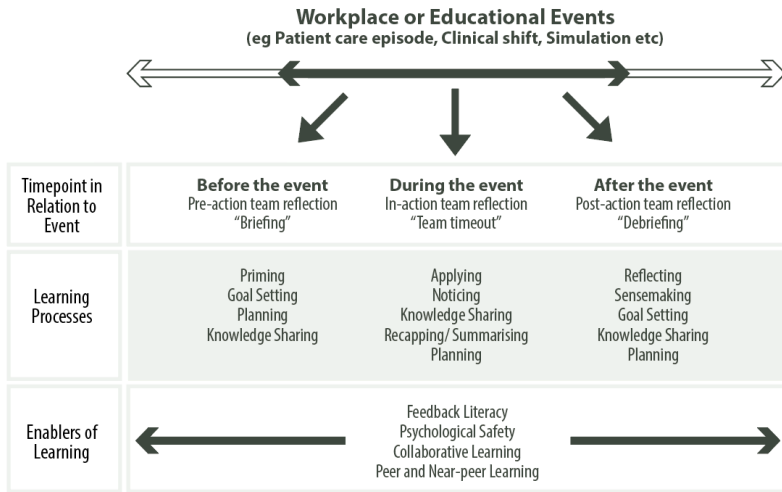 Workplace or Educational Events
(eg Patient care episode, Clinical shift, Simulation etc)
Timepoint in
Relation to
Event
Before the event
Pre-action team reflection
“Briefing”
During the event
In-action team reflection
“Team timeout”
After the event
Post-action team reflection
“Debriefing”
Learning
Processes
Priming
Goal Setting
Planning
Knowledge Sharing
Applying
Noticing
Knowledge Sharing
Recapping/ Summarising
Planning
Reflecting
Sensemaking
Goal Setting
Knowledge Sharing
Planning
Enablers of
Learning
Feedback Literacy
Psychological Safety
Collaborative Learning
Peer and Near-peer Learning